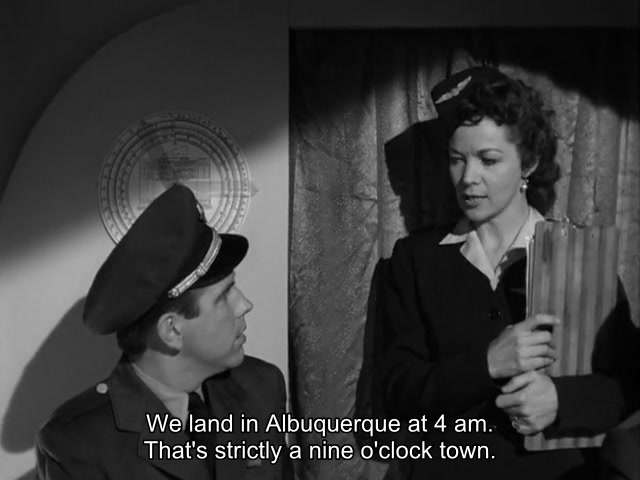 We land in Albuquerque at 4 am.
That's strictly a nine o'clock town.